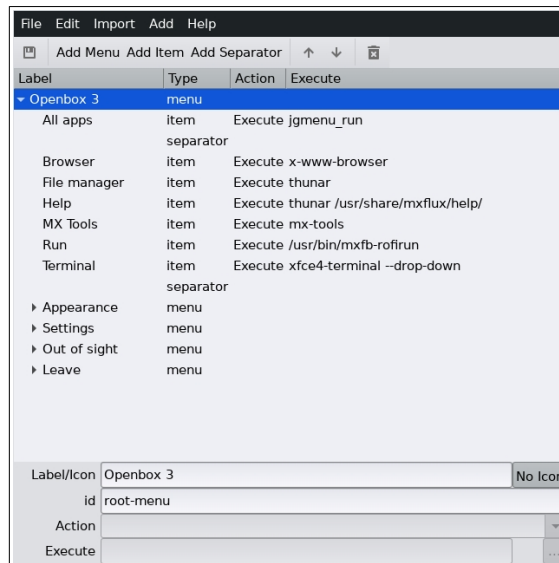 File Edit Import Add Help
Add Menu Add Item Add Separator
Label Type Action Execute
Openbox 3 menu
All apps item Execute jgmenu_run
separator
Browser item Execute x-www-browser
File manager item Execute thunar
Help item Execute thunar /usr/share/mxflux/help/
MX Tools item Execute mx-tools
Run item Execute /usr/bin/mxfb-rofirun
Terminal item Execute xfce4-terminal --drop-down
separator
Appearance menu
Settings menu
Out of sight menu
Leave menu
Label/Icon Openbox 3 No Icon
id root-menu
Action
Execute ...